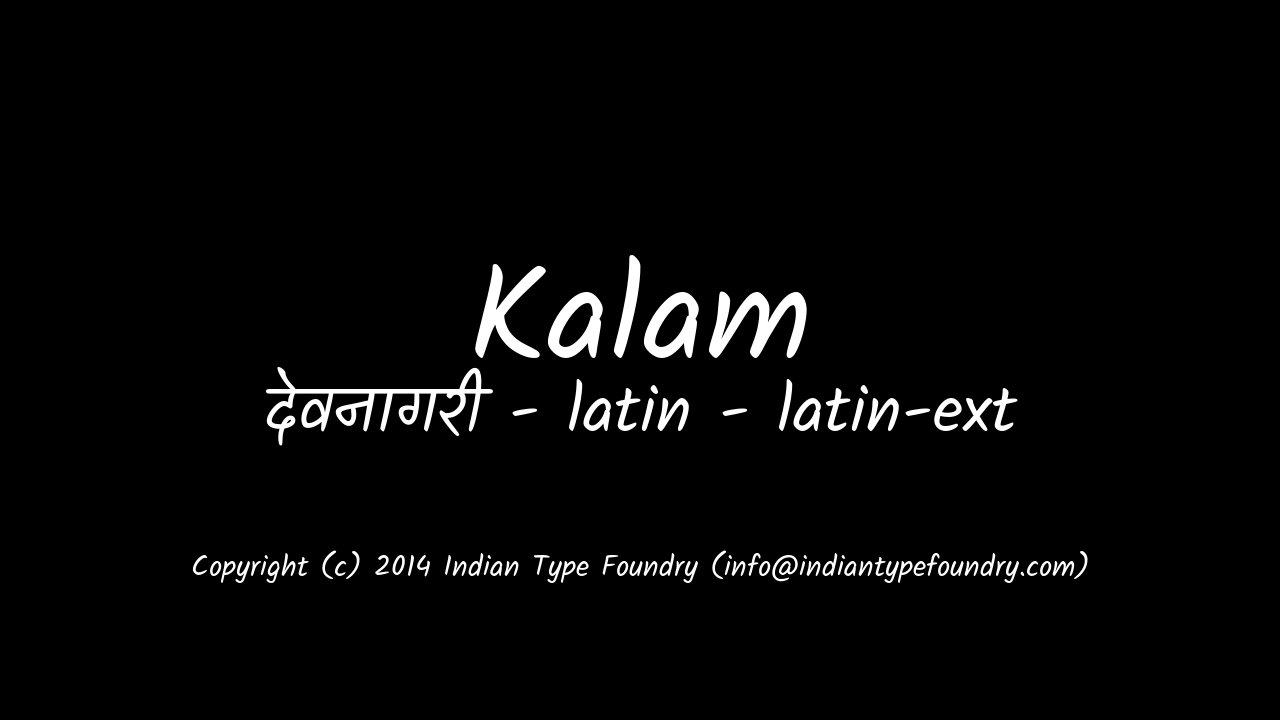 Kalam
देवनागरी - latin - latin-ext
Copyright (c) 2014 Indian Type Foundry (info@indiantypefoundry.com)